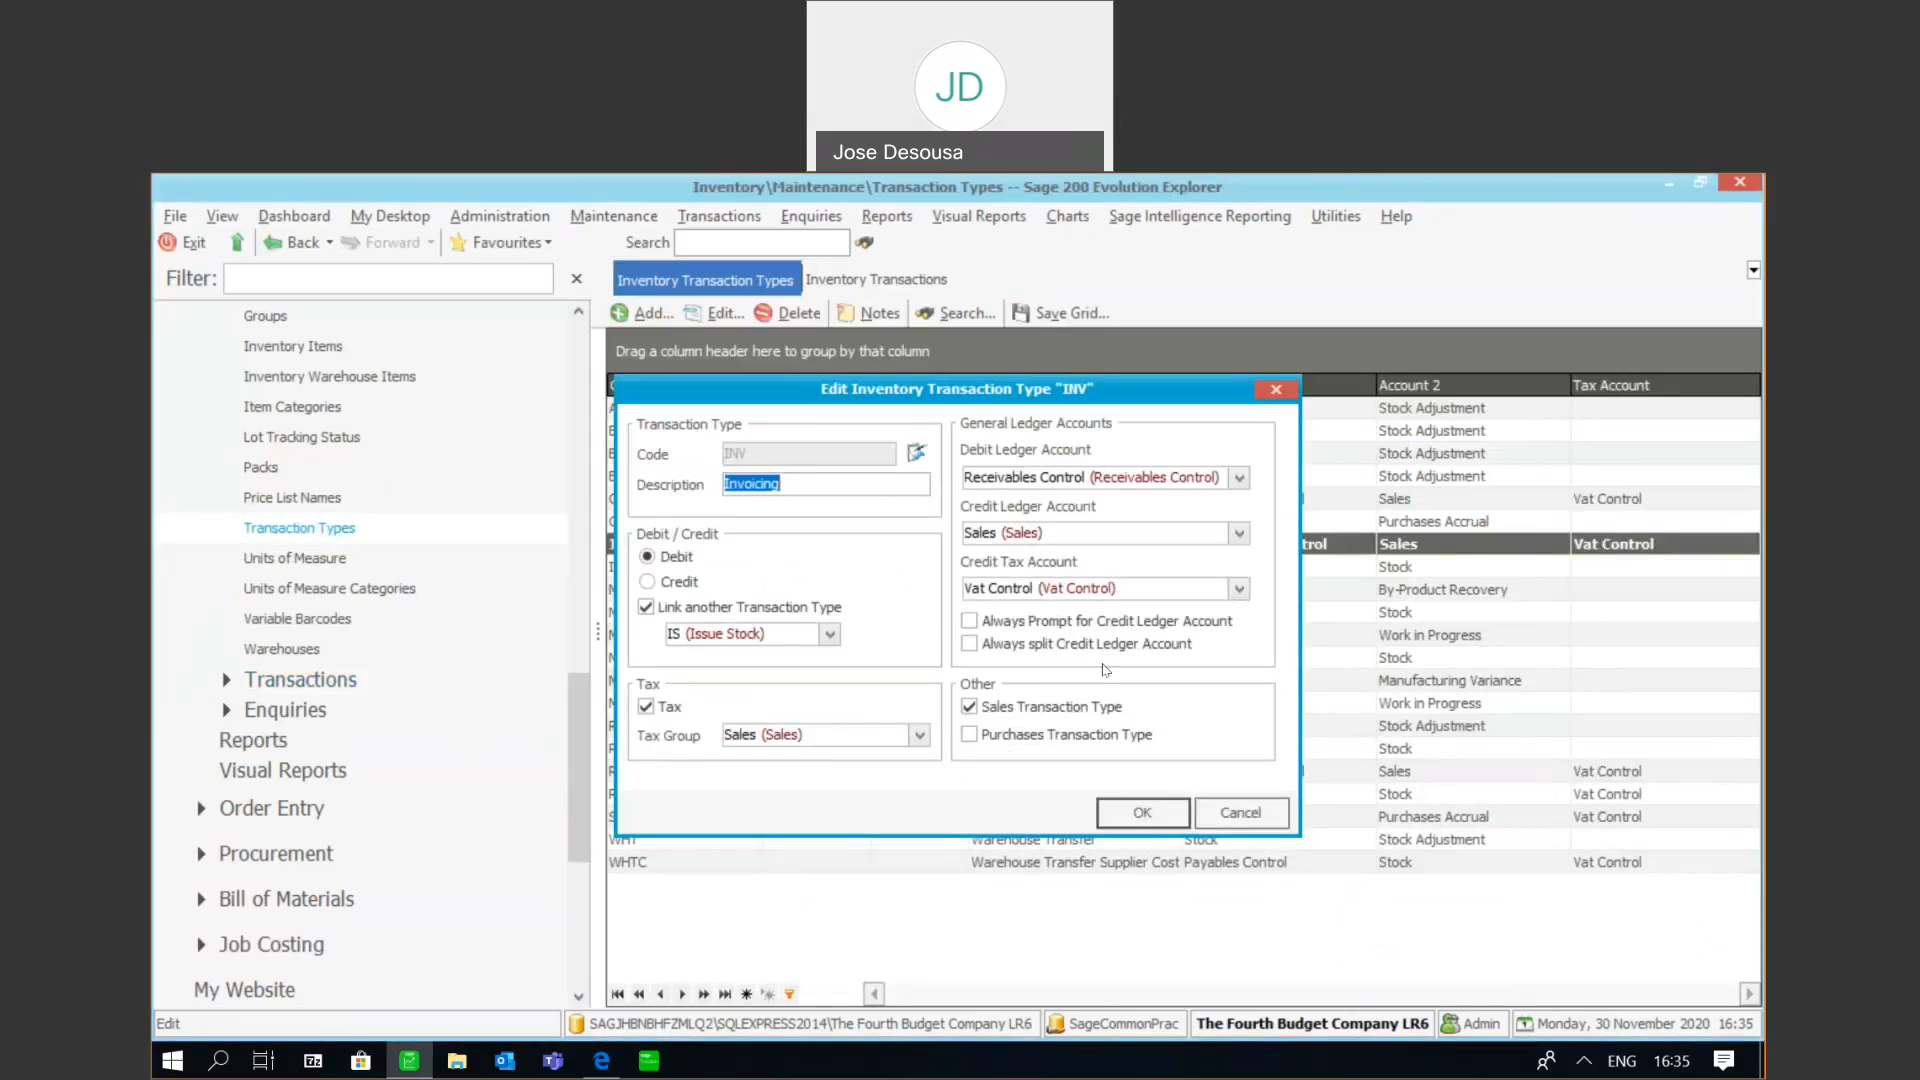 JD
Jose Desousa
Inventory\Maintenance\Transaction Types -- Sage 200 Evolution Explorer
File View Dashboard My Desktop Administration Maintenance Transactions Enquiries Reports Visual Reports Charts Sage Intelligence Reporting Utilities Help
Exit Back Forward Favourites Search
Filter:
Groups
Inventory Items
Inventory Warehouse Items
Item Categories
Lot Tracking Status
Packs
Price List Names
Transaction Types
Units of Measure
Units of Measure Categories
Variable Barcodes
Warehouses
Transactions
Enquiries
Reports
Visual Reports
Order Entry
Procurement
Bill of Materials
Job Costing
My Website
Inventory Transaction Types Inventory Transactions
Add... Edit... Delete Notes Search... Save Grid...
Drag a column header here to group by that column
Account 2 Tax Account
Stock Adjustment
Stock Adjustment
Stock Adjustment
Stock Adjustment
Sales Vat Control
Purchases Accrual
trol Sales Vat Control
Stock
By-Product Recovery
Stock
Work in Progress
Stock
Manufacturing Variance
Work in Progress
Stock Adjustment
Stock
Sales Vat Control
Stock Vat Control
Purchases Accrual Vat Control
WHT Warehouse Transfer Stock Stock Adjustment
WHTC Warehouse Transfer Supplier Cost Payables Control Stock Vat Control
Edit Inventory Transaction Type "INV"
Transaction Type
Code INV
Description Invoicing
Debit / Credit
Debit
Credit
Link another Transaction Type
IS (Issue Stock)
Tax
Tax
Tax Group Sales (Sales)
General Ledger Accounts
Debit Ledger Account
Receivables Control (Receivables Control)
Credit Ledger Account
Sales (Sales)
Credit Tax Account
Vat Control (Vat Control)
Always Prompt for Credit Ledger Account
Always split Credit Ledger Account
Other
Sales Transaction Type
Purchases Transaction Type
OK Cancel
Edit SAGJHBNBHFZMLQ2\SQLEXPRESS2014\The Fourth Budget Company LR6 SageCommonPrac The Fourth Budget Company LR6 Admin Monday, 30 November 2020 16:35
7z ENG 16:35